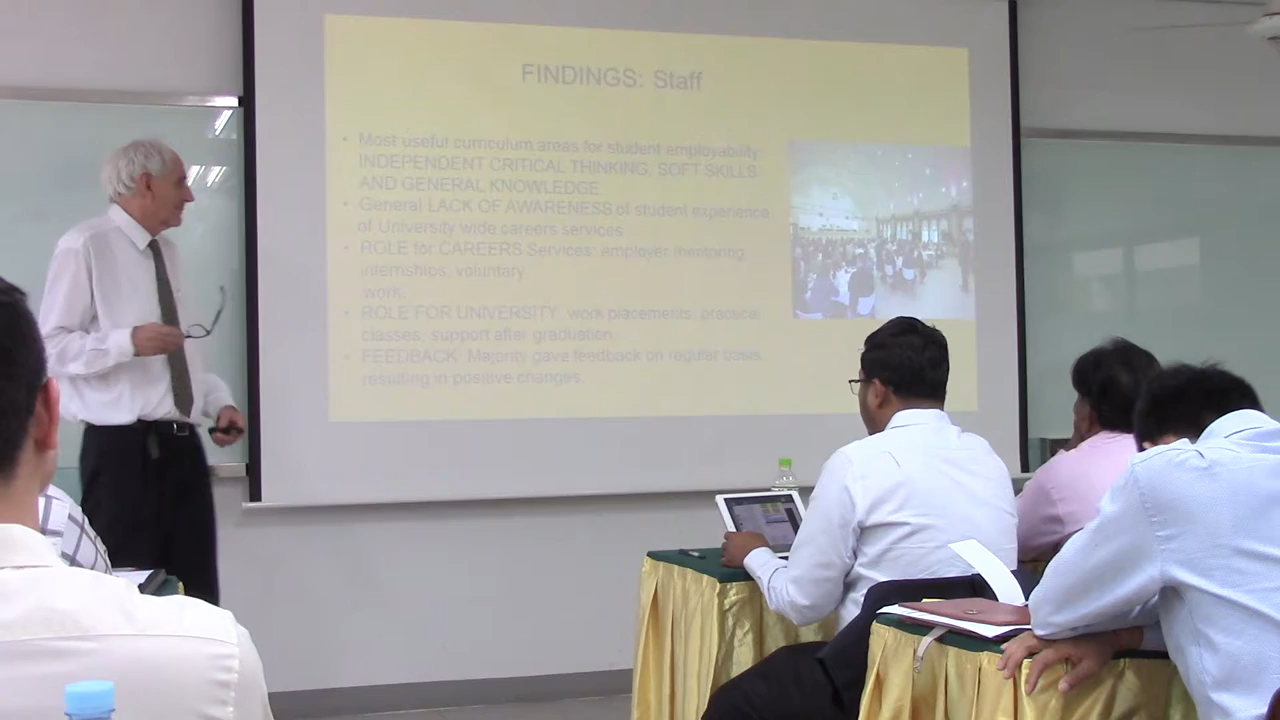 FINDINGS: Staff
• Most useful curriculum areas for student employability:
INDEPENDENT CRITICAL THINKING, SOFT SKILLS
AND GENERAL KNOWLEDGE
• General LACK OF AWARENESS of student experience
of University wide careers services
• ROLE for CAREERS Services: employer mentoring,
internships, voluntary
work.
• ROLE FOR UNIVERSITY: work placements, practical
classes, support after graduation.
• FEEDBACK: Majority gave feedback on regular basis,
resulting in positive changes.